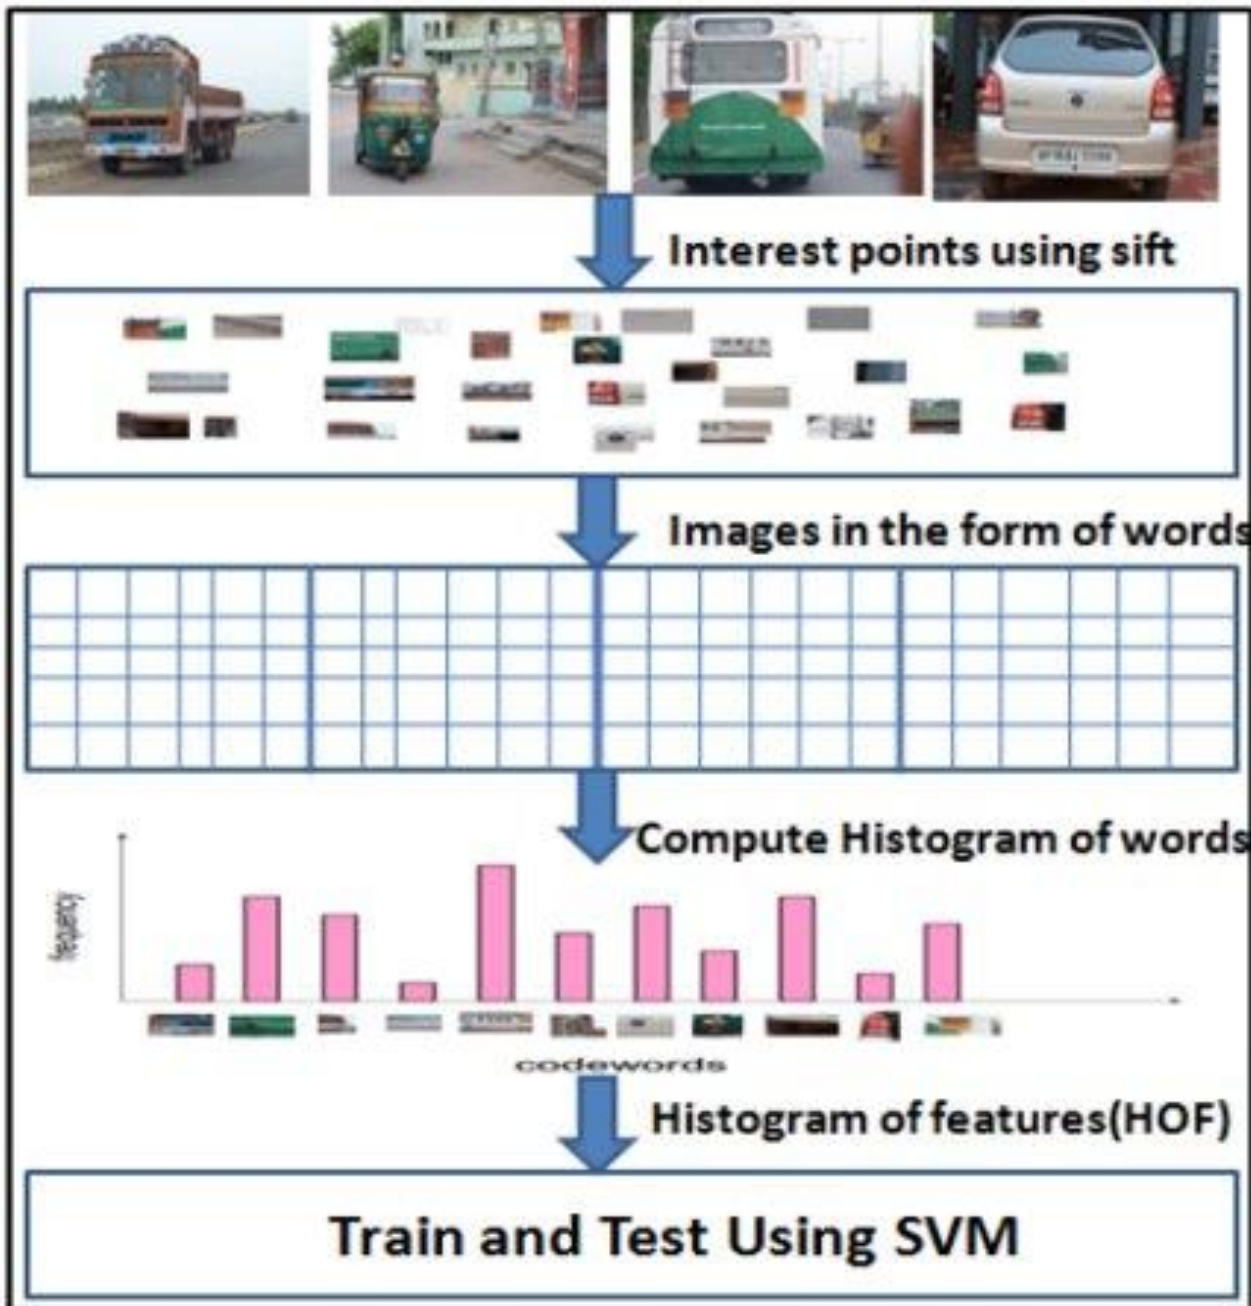 Interest points using sift
Images in the form of words
Compute Histogram of words
frequency
codewords
Histogram of features(HOF)
Train and Test Using SVM